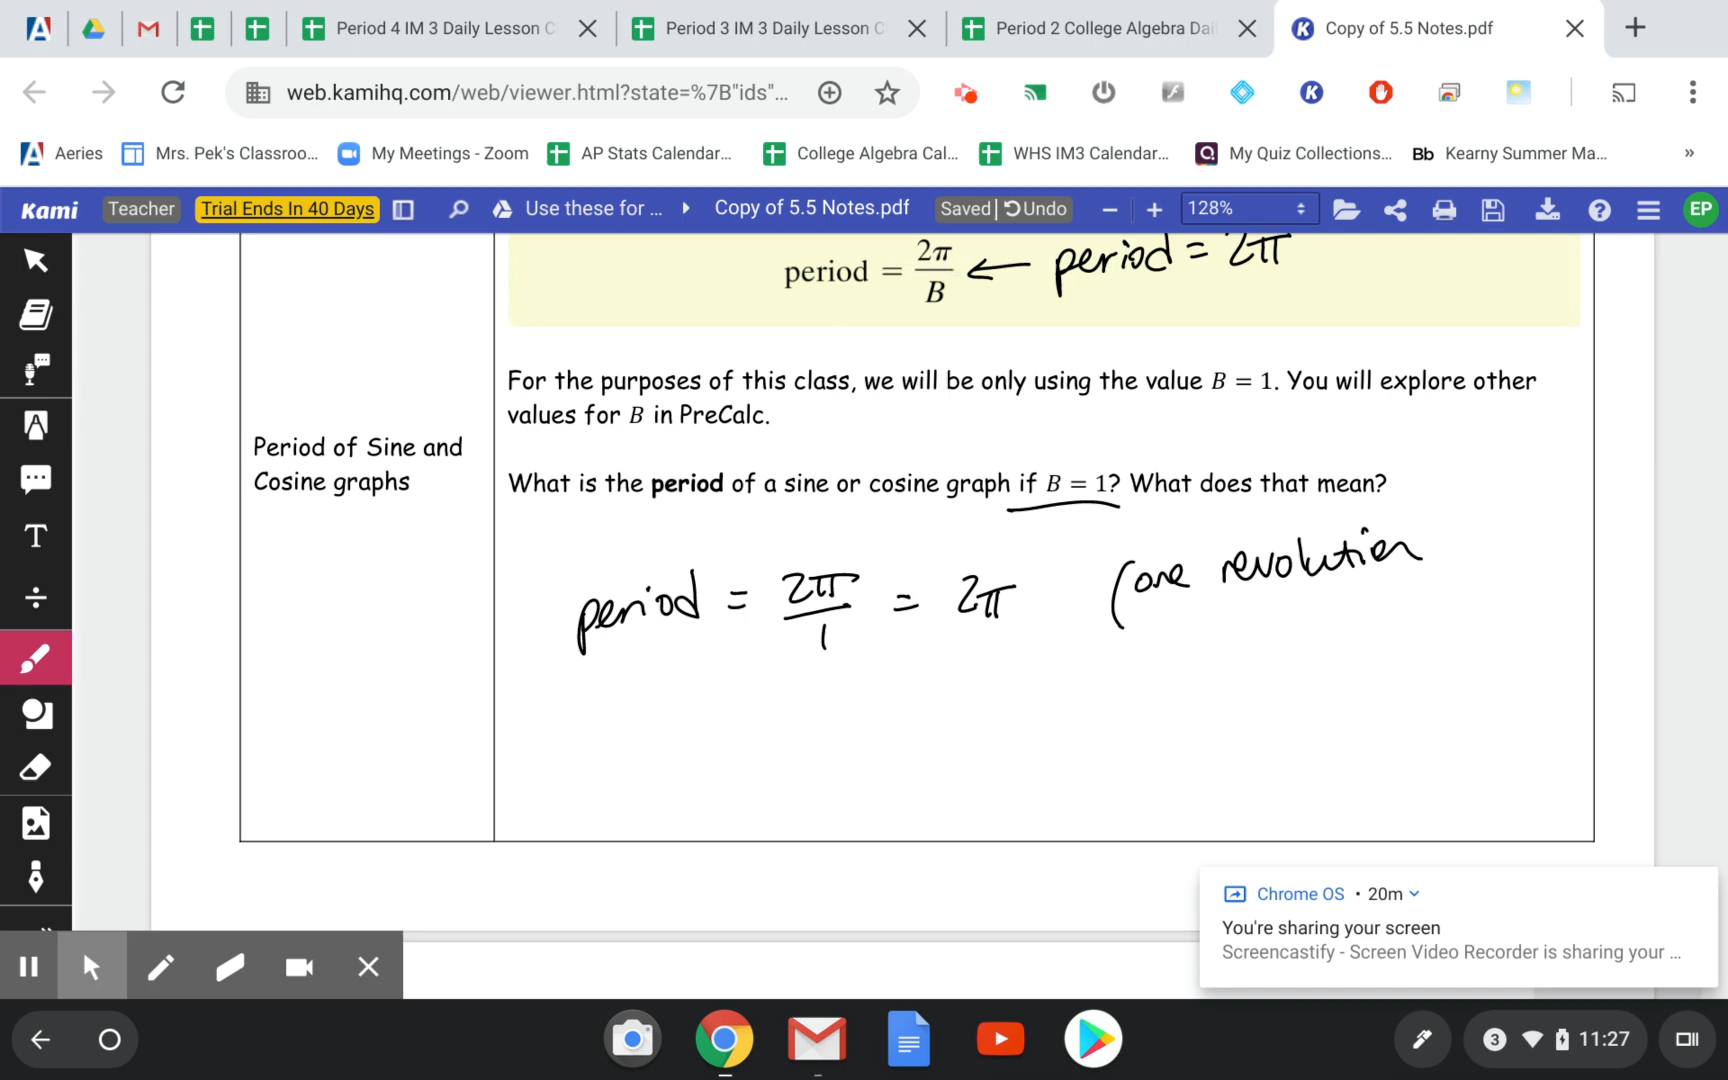 Period 4 IM 3 Daily Lesson C
Period 3 IM 3 Daily Lesson C
Period 2 College Algebra Dai
Copy of 5.5 Notes.pdf
web.kamihq.com/web/viewer.html?state=%7B"ids"...
Aeries
Mrs. Pek's Classroo...
My Meetings - Zoom
AP Stats Calendar...
College Algebra Cal...
WHS IM3 Calendar...
My Quiz Collections...
Bb Kearny Summer Ma...
»
Kami
Teacher
Trial Ends In 40 Days
Use these for ...
Copy of 5.5 Notes.pdf
Saved | Undo
128%
EP
period = 2π/B ← period = 2π
For the purposes of this class, we will be only using the value B = 1. You will explore other
values for B in PreCalc.
Period of Sine and
Cosine graphs
What is the period of a sine or cosine graph if B = 1? What does that mean?
period = 2π/1 = 2π (one revolution
Chrome OS • 20m
You're sharing your screen
Screencastify - Screen Video Recorder is sharing your ...
3 11:27